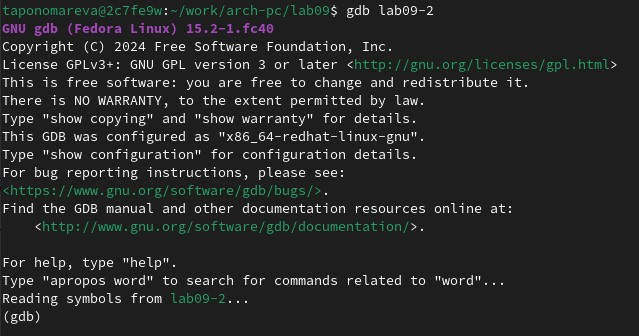 taponomareva@2c7fe9w:~/work/arch-pc/lab09$ gdb lab09-2
GNU gdb (Fedora Linux) 15.2-1.fc40
Copyright (C) 2024 Free Software Foundation, Inc.
License GPLv3+: GNU GPL version 3 or later <http://gnu.org/licenses/gpl.html>
This is free software: you are free to change and redistribute it.
There is NO WARRANTY, to the extent permitted by law.
Type "show copying" and "show warranty" for details.
This GDB was configured as "x86_64-redhat-linux-gnu".
Type "show configuration" for configuration details.
For bug reporting instructions, please see:
<https://www.gnu.org/software/gdb/bugs/>.
Find the GDB manual and other documentation resources online at:
    <http://www.gnu.org/software/gdb/documentation/>.

For help, type "help".
Type "apropos word" to search for commands related to "word"...
Reading symbols from lab09-2...
(gdb)